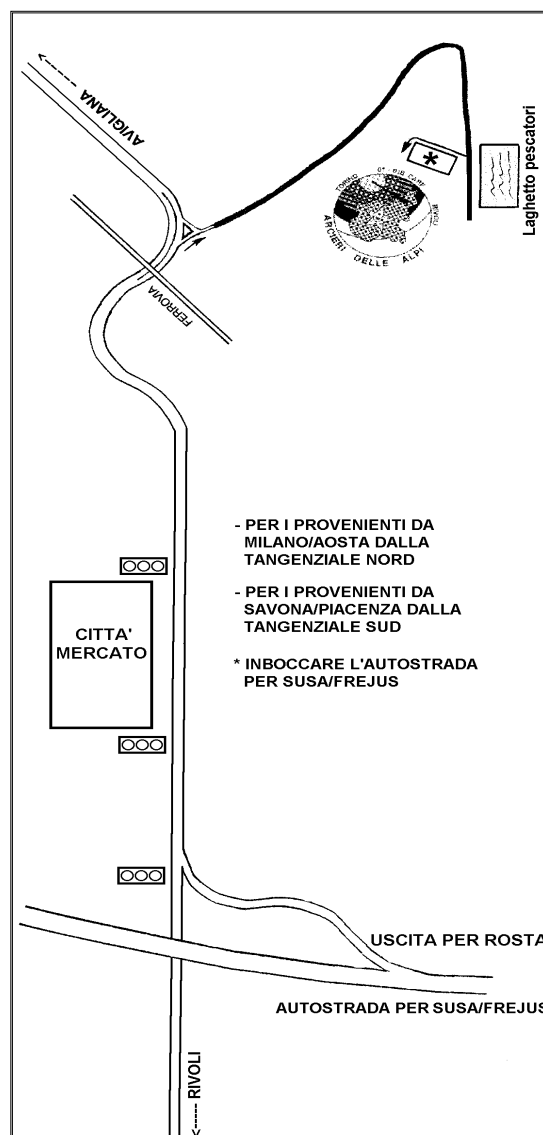 AVIGLIANA
Laghetto pescatori
TORINO
RIVOLI
ARCIERI DELLE ALPI
FERROVIA
- PER I PROVENIENTI DA
MILANO/AOSTA DALLA
TANGENZIALE NORD
- PER I PROVENIENTI DA
SAVONA/PIACENZA DALLA
TANGENZIALE SUD
* INBOCCARE L'AUTOSTRADA
PER SUSA/FREJUS
CITTA'
MERCATO
USCITA PER ROSTA
AUTOSTRADA PER SUSA/FREJUS
<----- RIVOLI